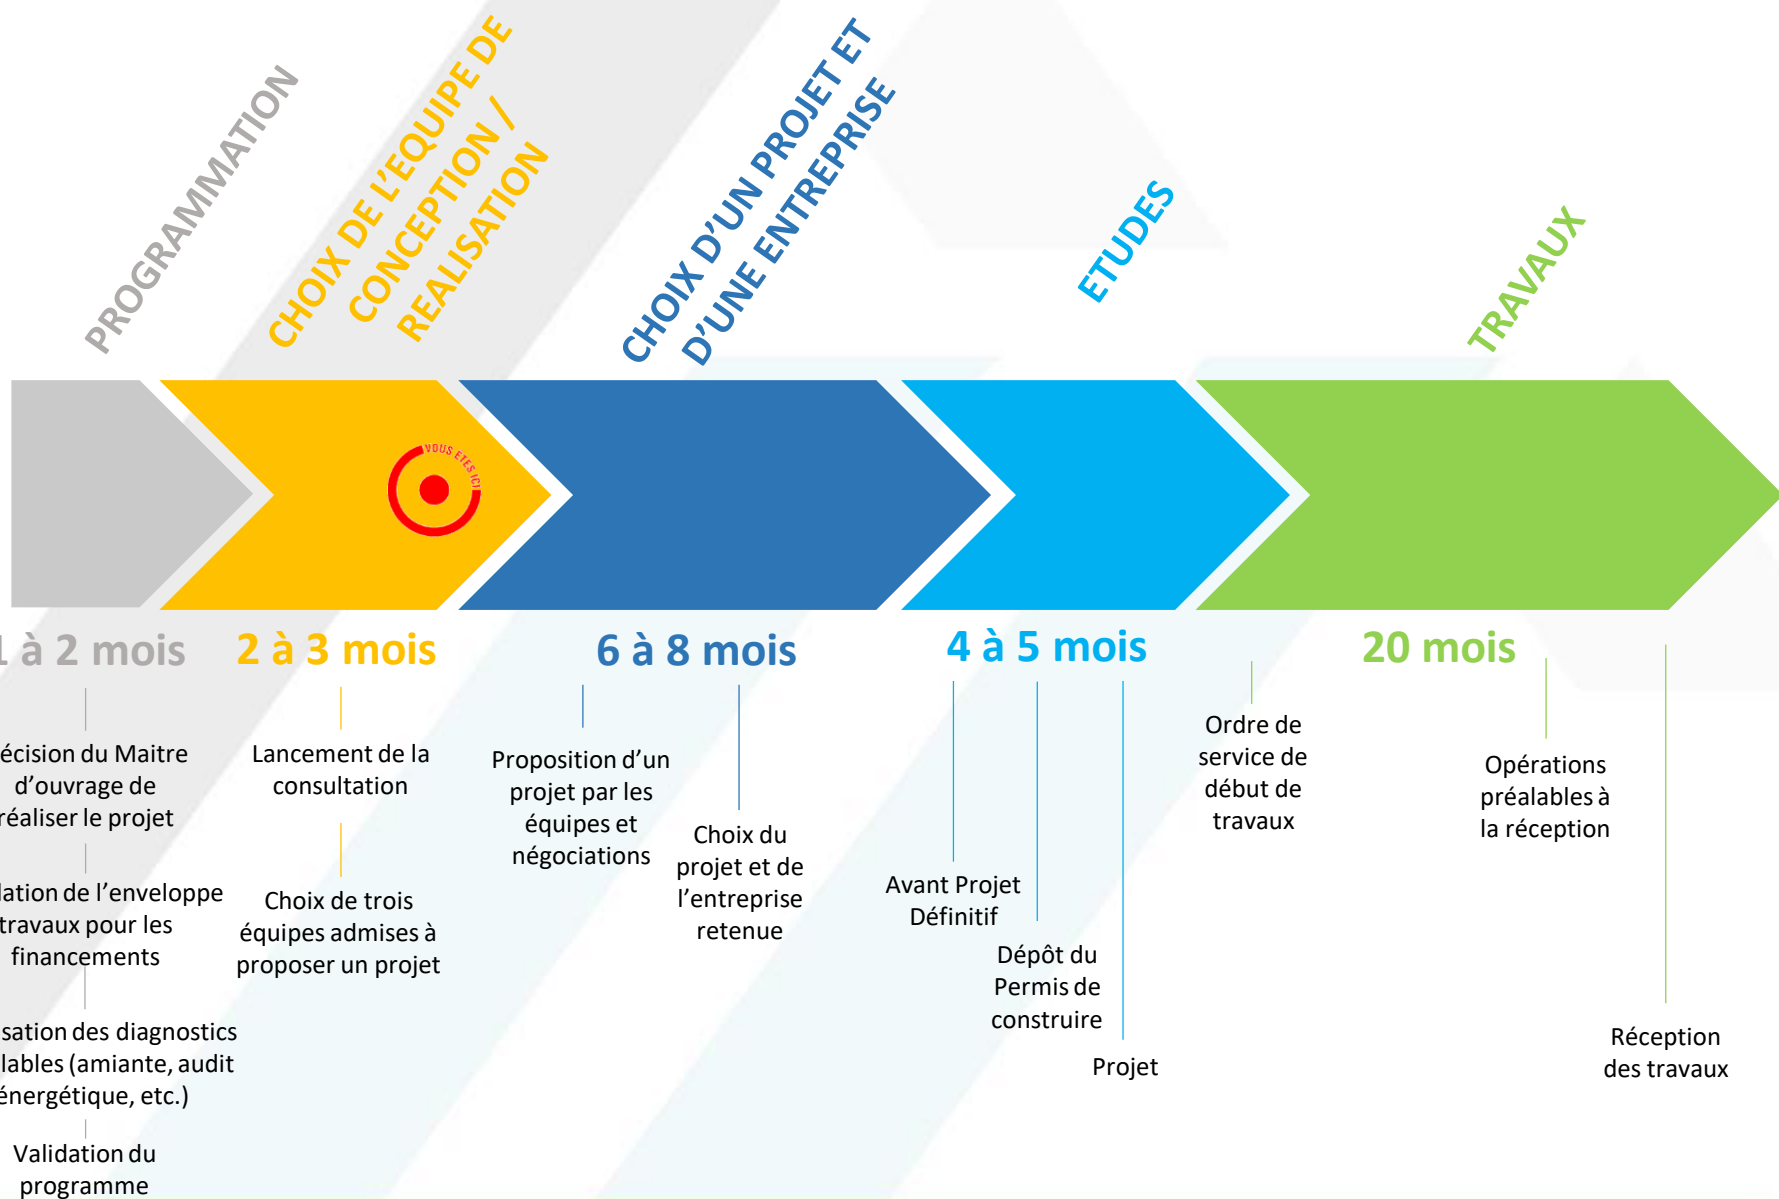 PROGRAMMATION
CHOIX DE L'EQUIPE DE
CONCEPTION /
REALISATION
CHOIX D'UN PROJET ET
D'UNE ENTREPRISE
ETUDES
TRAVAUX
VOUS ETES ICI
1 à 2 mois
2 à 3 mois
6 à 8 mois
4 à 5 mois
20 mois
écision du Maitre
d'ouvrage de
réaliser le projet
lation de l'enveloppe
travaux pour les
financements
sation des diagnostics
lables (amiante, audit
énergétique, etc.)
Validation du
programme
Lancement de la
consultation
Choix de trois
équipes admises à
proposer un projet
Proposition d'un
projet par les
équipes et
négociations
Choix du
projet et de
l'entreprise
retenue
Avant Projet
Définitif
Dépôt du
Permis de
construire
Projet
Ordre de
service de
début de
travaux
Opérations
préalables à
la réception
Réception
des travaux